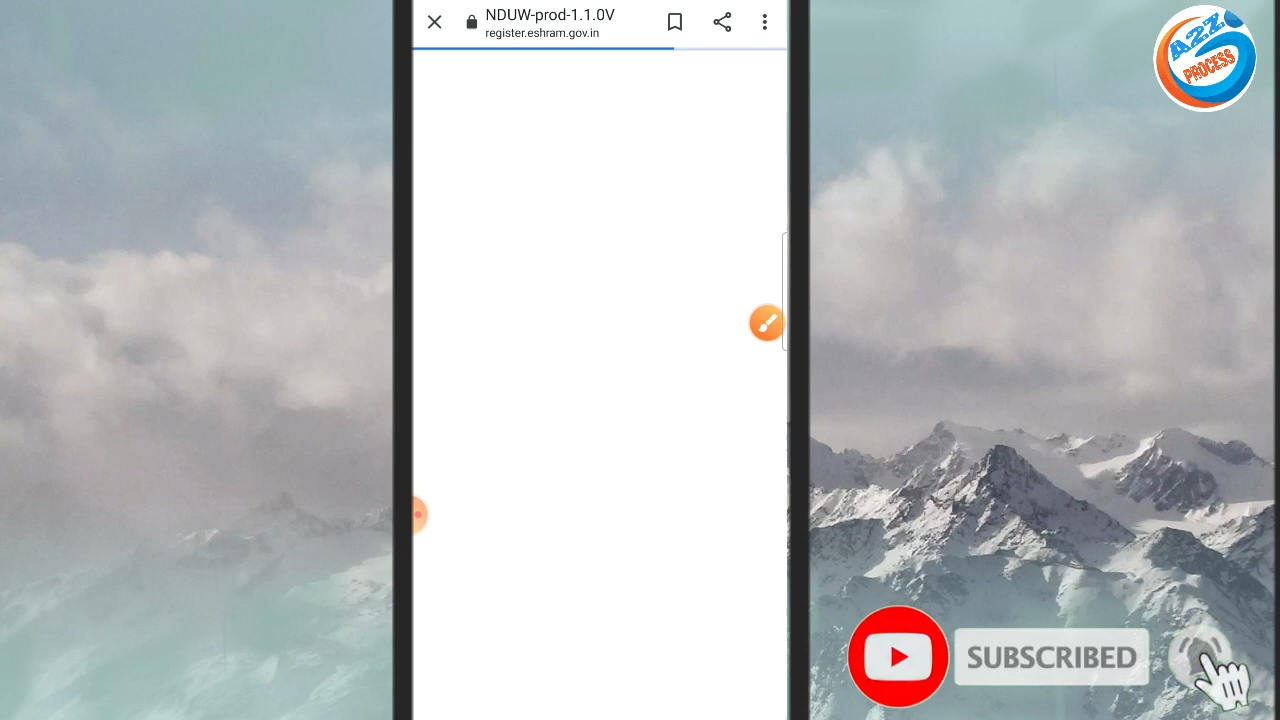 NDUW-prod-1.1.0V
register.eshram.gov.in
A2Z
PROCESS
SUBSCRIBED